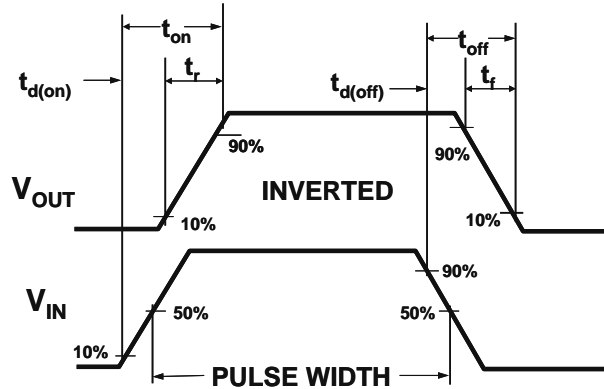 t_on
t_off
t_d(on)
t_r
t_d(off)
t_f
90%
90%
V_OUT
INVERTED
10%
10%
90%
V_IN
50%
50%
10%
PULSE WIDTH